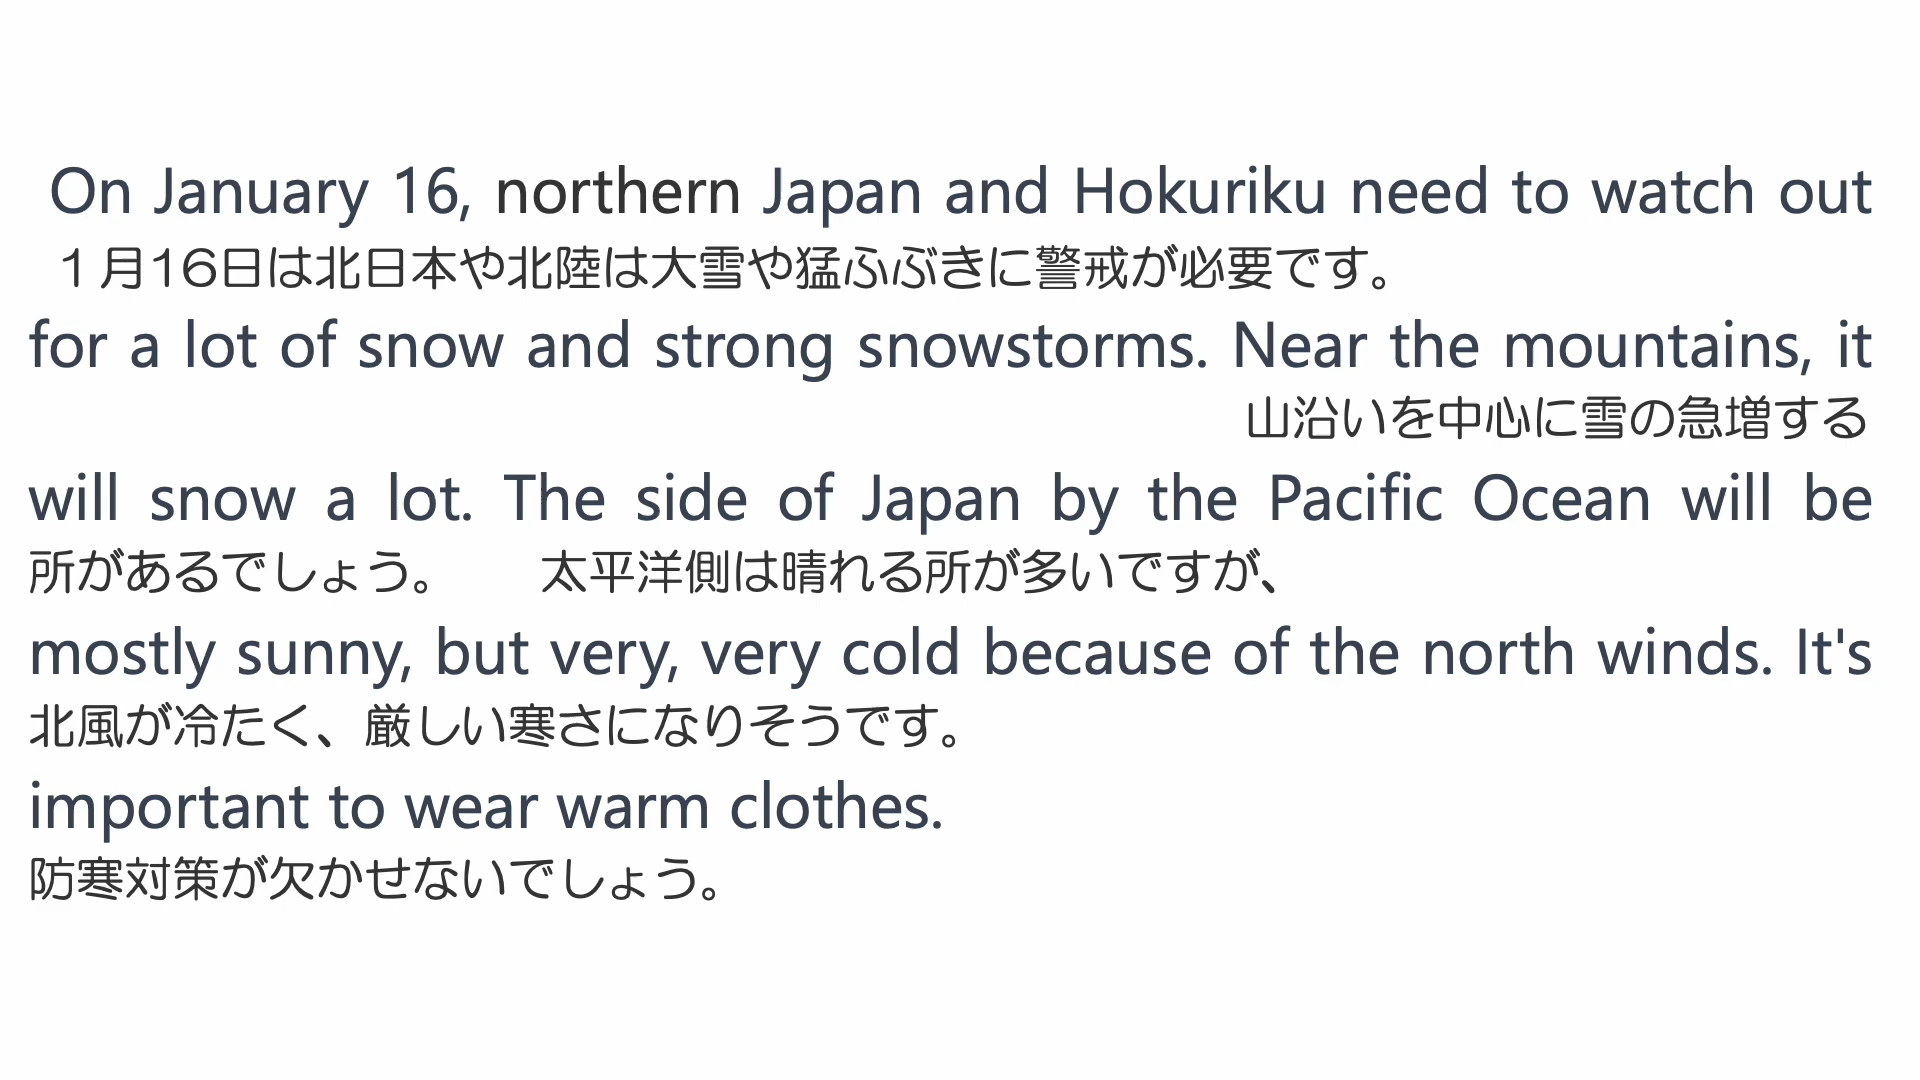 On January 16, northern Japan and Hokuriku need to watch out
１月16日は北日本や北陸は大雪や猛ふぶきに警戒が必要です。
for a lot of snow and strong snowstorms. Near the mountains, it
山沿いを中心に雪の急増する
will snow a lot. The side of Japan by the Pacific Ocean will be
所があるでしょう。　太平洋側は晴れる所が多いですが、
mostly sunny, but very, very cold because of the north winds. It's
北風が冷たく、厳しい寒さになりそうです。
important to wear warm clothes.
防寒対策が欠かせないでしょう。